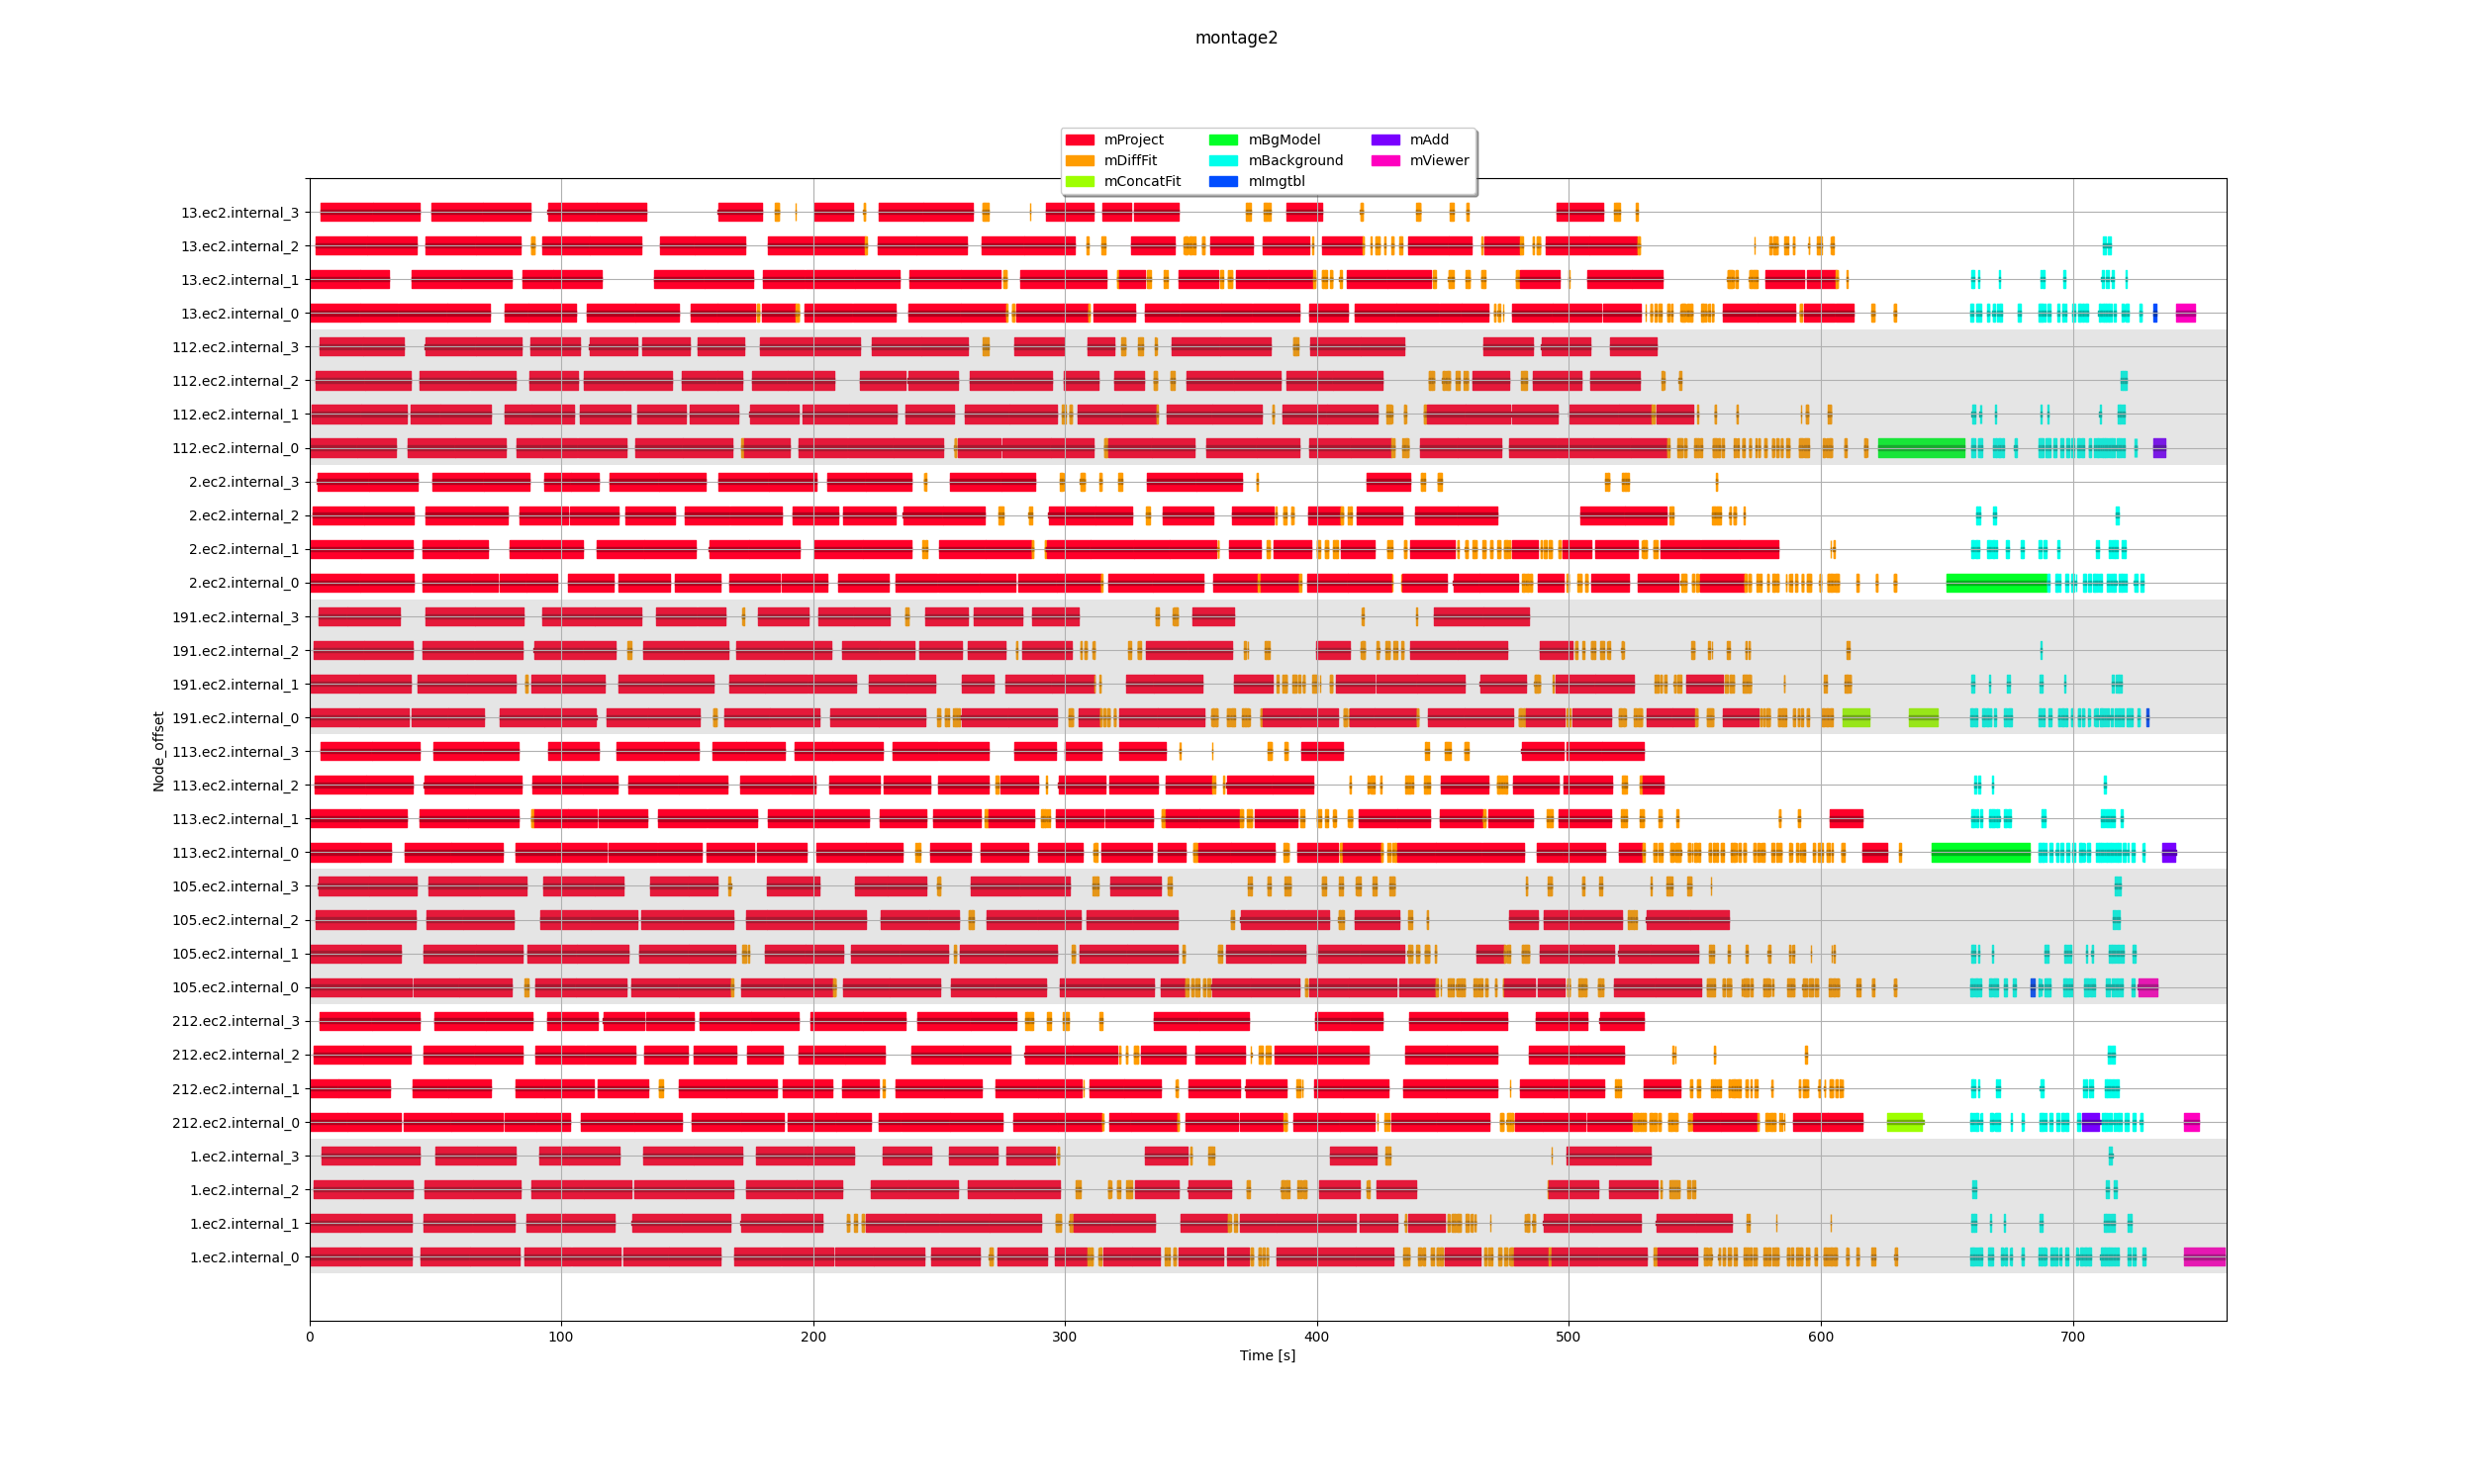 montage2
mProject
mDiffFit
mConcatFit
mBgModel
mBackground
mImgtbl
mAdd
mViewer
13.ec2.internal_3
13.ec2.internal_2
13.ec2.internal_1
13.ec2.internal_0
112.ec2.internal_3
112.ec2.internal_2
112.ec2.internal_1
112.ec2.internal_0
2.ec2.internal_3
2.ec2.internal_2
2.ec2.internal_1
2.ec2.internal_0
191.ec2.internal_3
191.ec2.internal_2
191.ec2.internal_1
191.ec2.internal_0
113.ec2.internal_3
113.ec2.internal_2
113.ec2.internal_1
113.ec2.internal_0
105.ec2.internal_3
105.ec2.internal_2
105.ec2.internal_1
105.ec2.internal_0
212.ec2.internal_3
212.ec2.internal_2
212.ec2.internal_1
212.ec2.internal_0
1.ec2.internal_3
1.ec2.internal_2
1.ec2.internal_1
1.ec2.internal_0
Node_offset
0 100 200 300 400 500 600 700
Time [s]